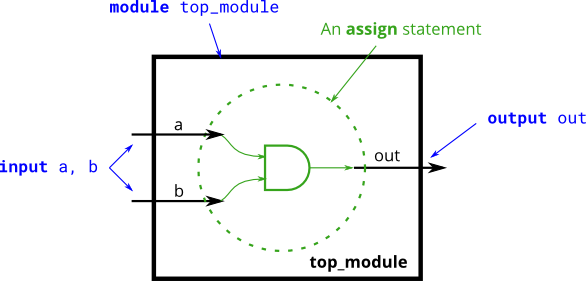 module top_module
An assign statement
output out
a
input a, b
b
out
top_module